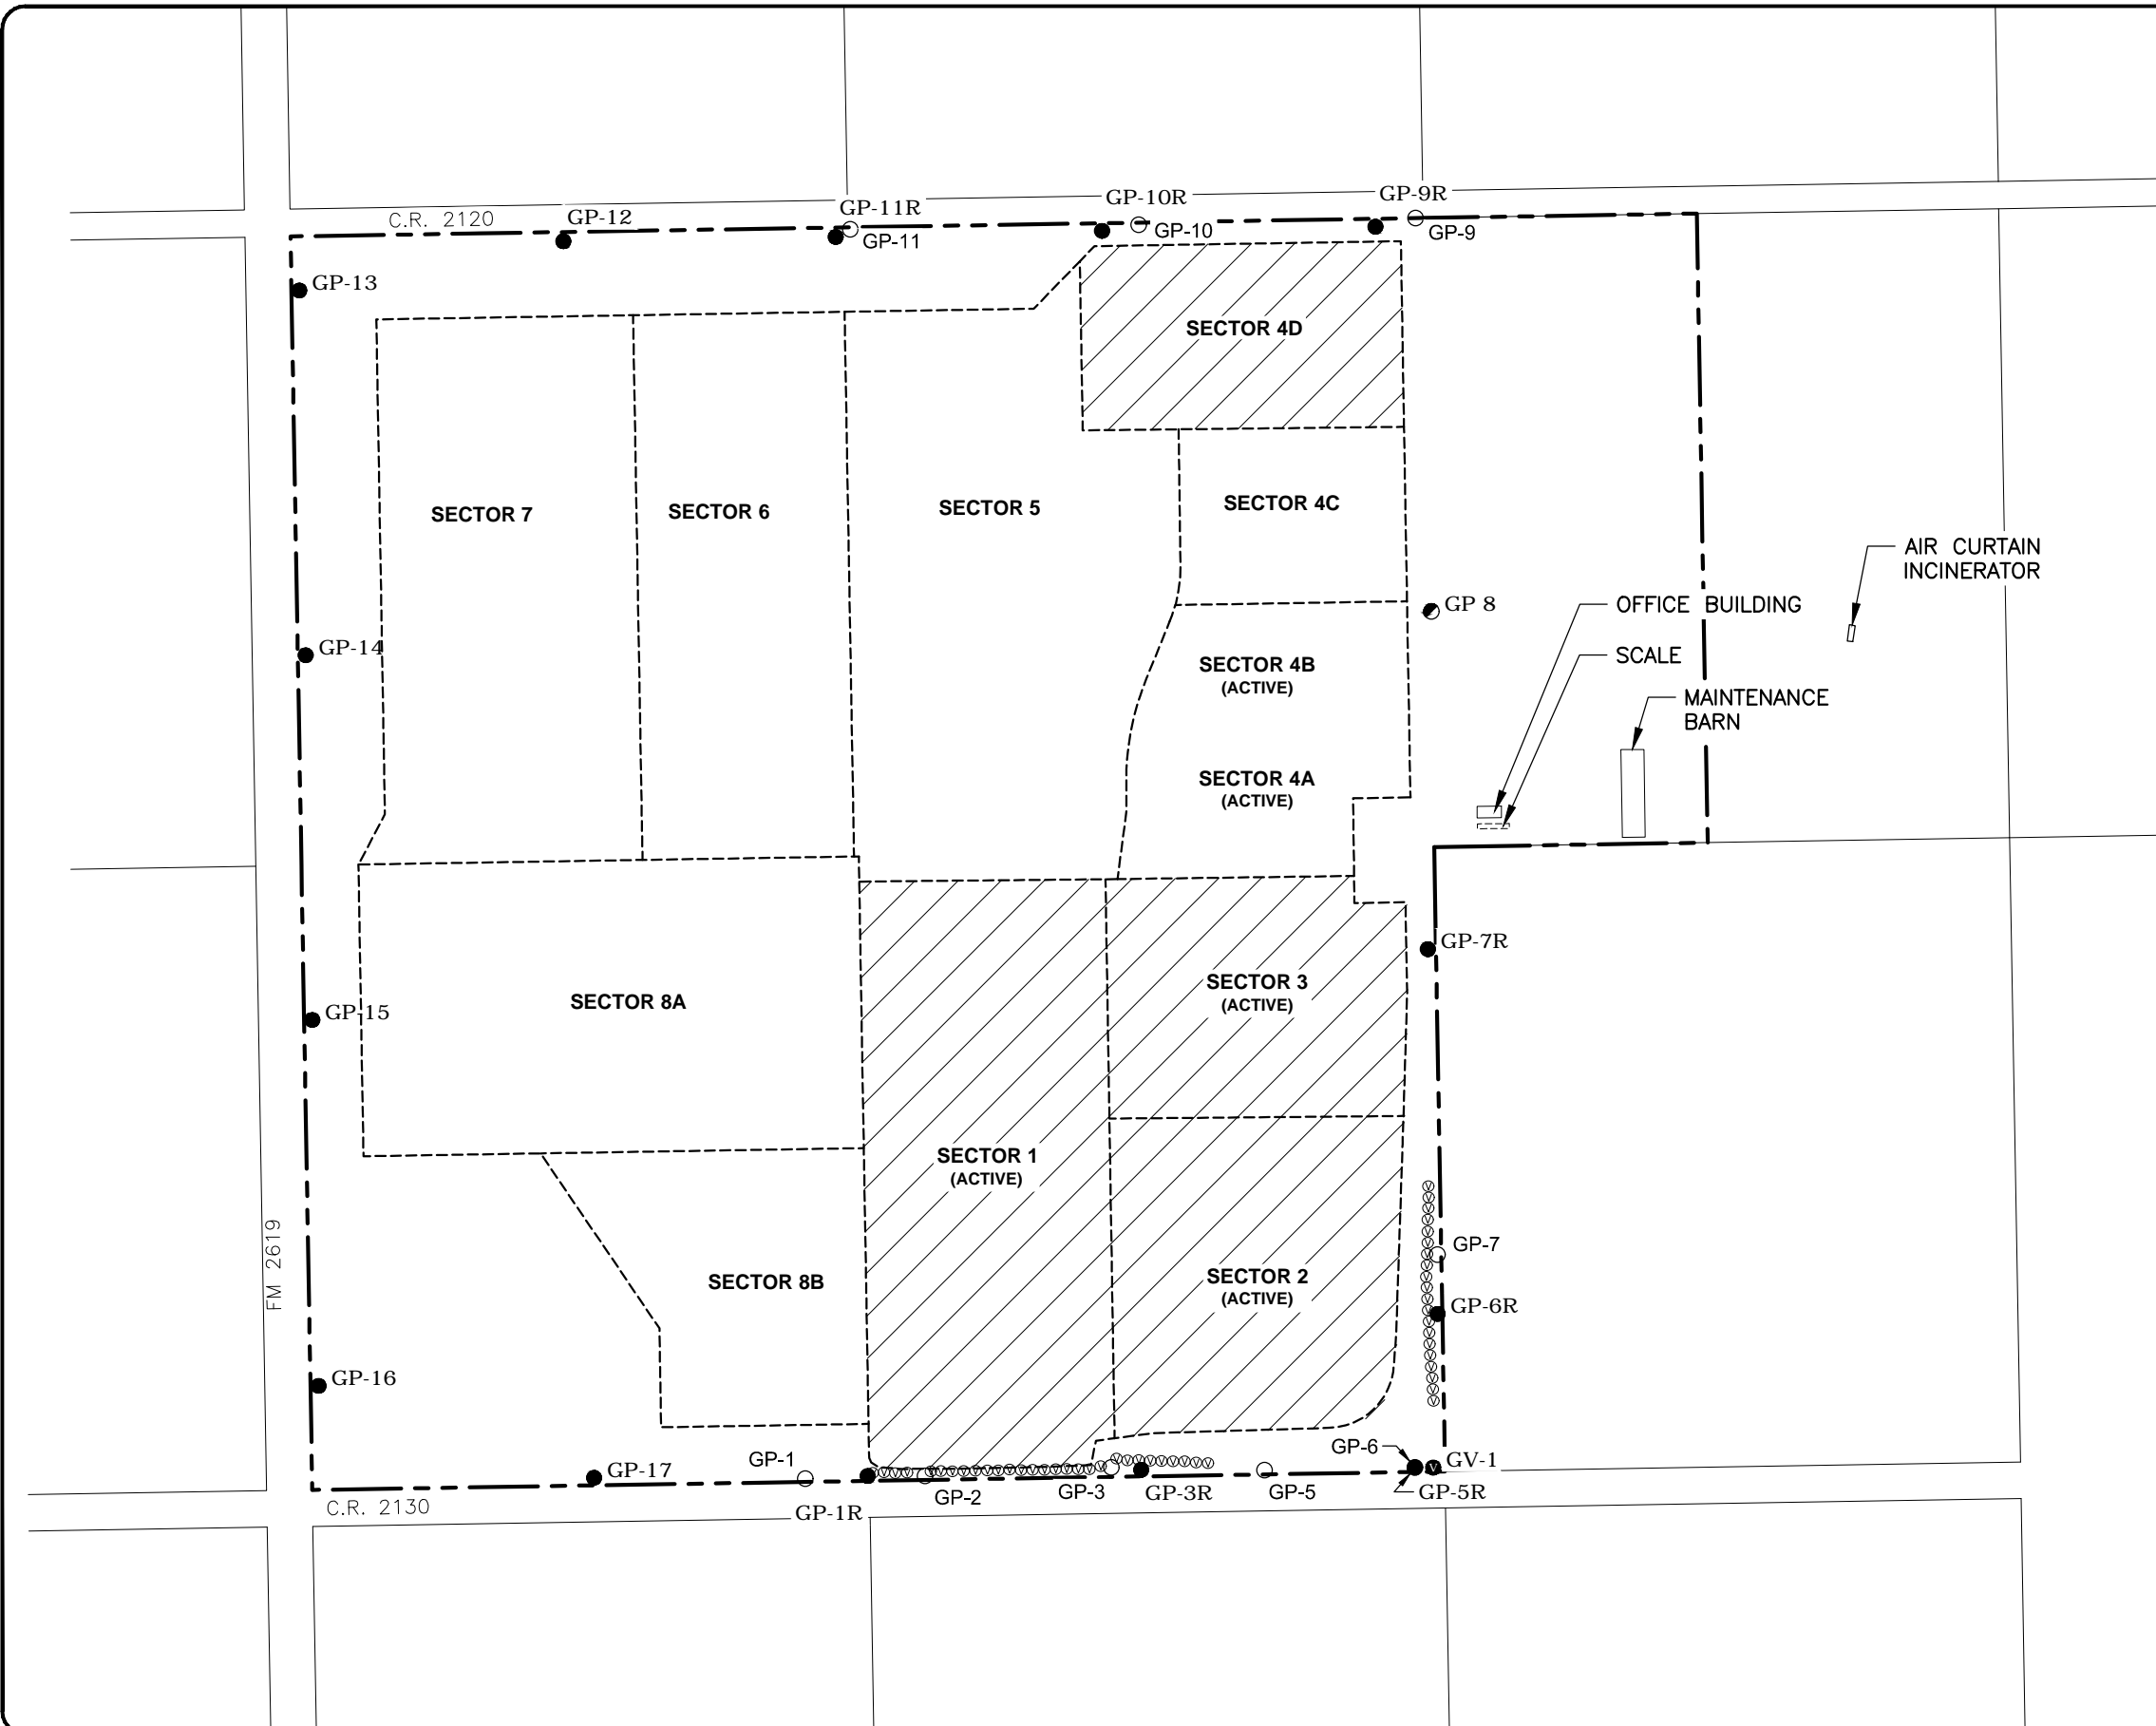 GP-10R
GP-9R
GP-11R
GP-12
C.R. 2120
GP-11
GP-10
GP-9
GP-13
SECTOR 4D
SECTOR 7
SECTOR 6
SECTOR 5
SECTOR 4C
AIR CURTAIN
INCINERATOR
GP 8
OFFICE BUILDING
GP-14
SCALE
SECTOR 4B
(ACTIVE)
MAINTENANCE
BARN
SECTOR 4A
(ACTIVE)
GP-7R
SECTOR 8A
SECTOR 3
(ACTIVE)
GP-15
SECTOR 1
(ACTIVE)
FM 2619
GP-7
SECTOR 8B
SECTOR 2
(ACTIVE)
GP-6R
GP-16
GP-6
GV-1
GP-17
GP-1
GP-2
GP-3
GP-3R
GP-5
GP-5R
C.R. 2130
GP-1R